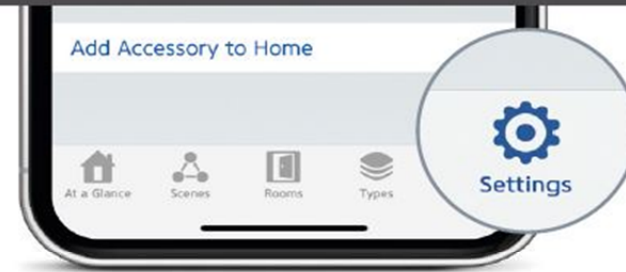 Add Accessory to Home
At a Glance
Scenes
Rooms
Types
Settings